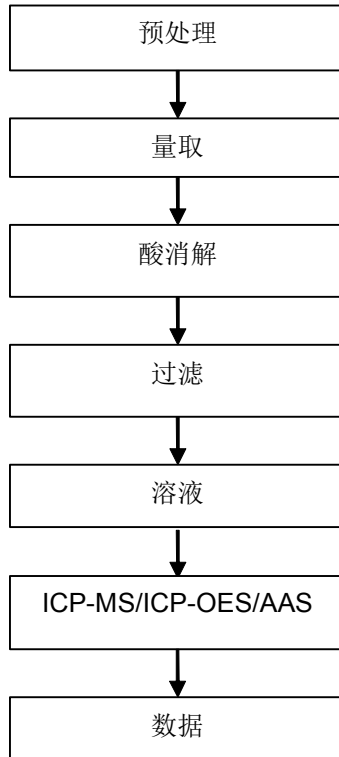 预处理
量取
酸消解
过滤
溶液
ICP-MS/ICP-OES/AAS
数据